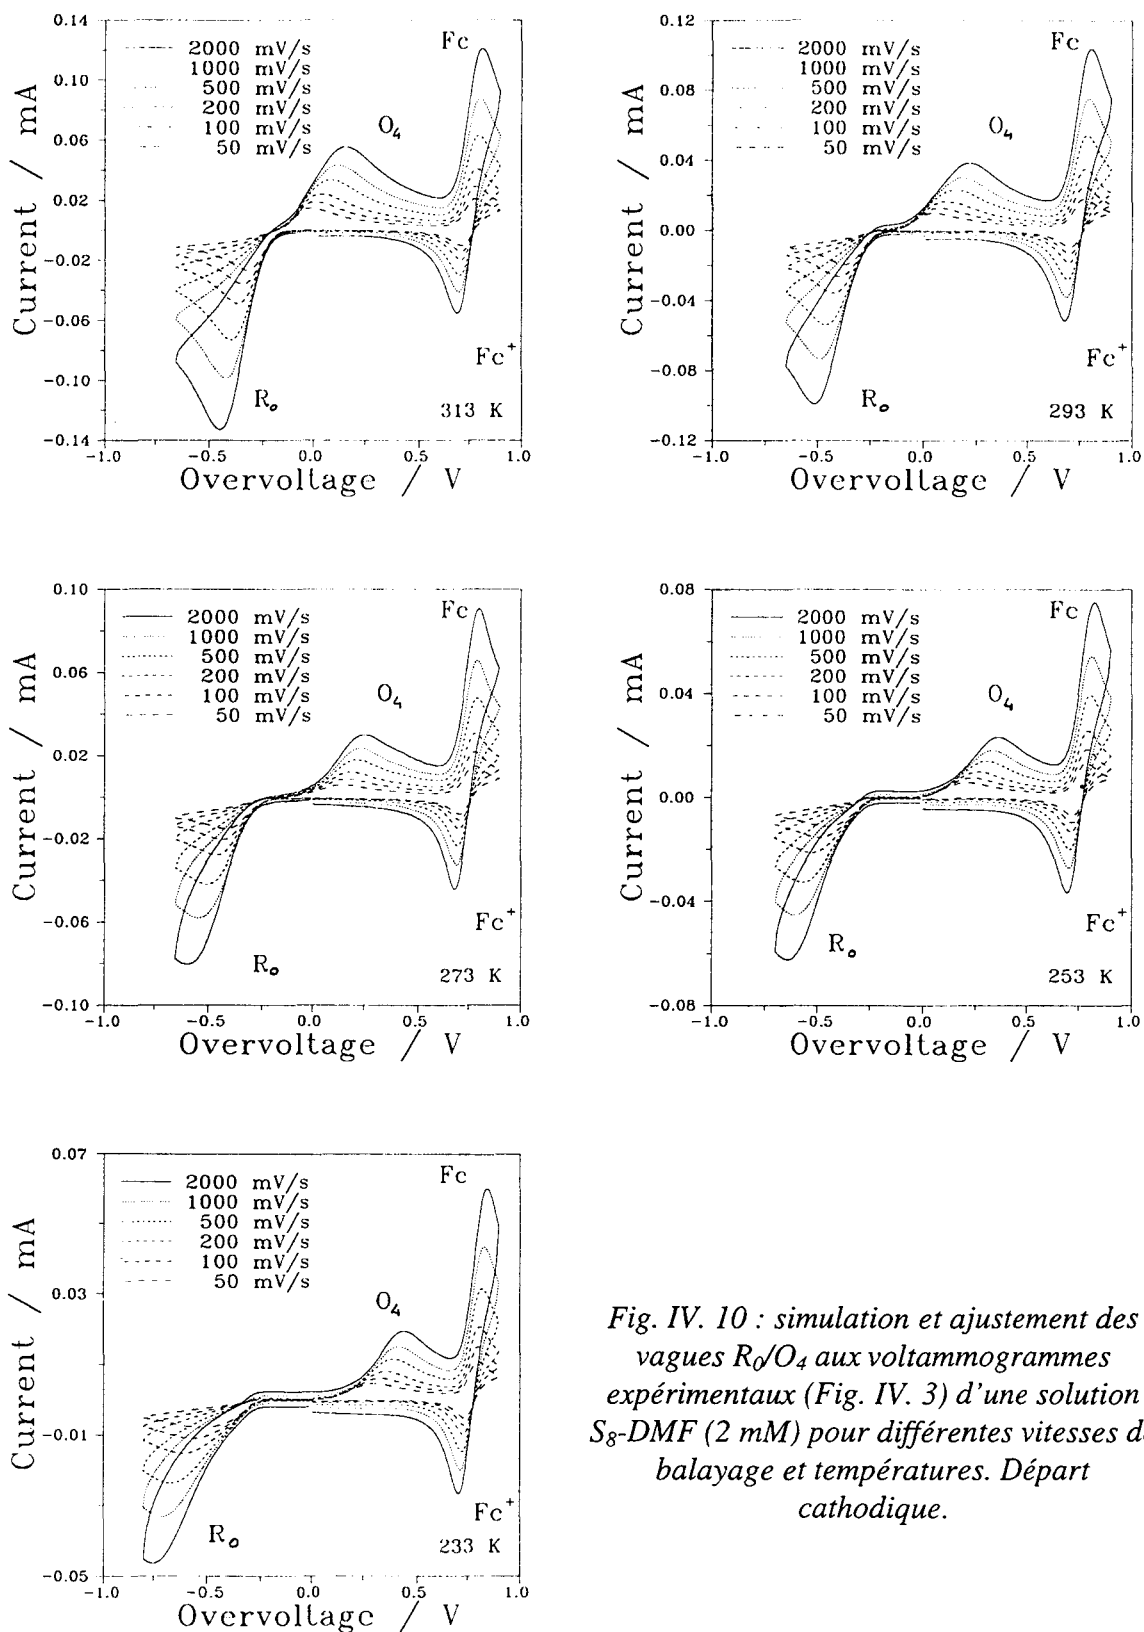 0.14
0.10
0.06
0.02
-0.02
-0.06
-0.10
-0.14
Current / mA
2000 mV/s
1000 mV/s
500 mV/s
200 mV/s
100 mV/s
50 mV/s
Fc
O₄
R₀
Fc⁺
313 K
-1.0 -0.5 0.0 0.5 1.0
Overvoltage / V
0.12
0.08
0.04
0.00
-0.04
-0.08
-0.12
Current / mA
2000 mV/s
1000 mV/s
500 mV/s
200 mV/s
100 mV/s
50 mV/s
Fc
O₄
R₀
Fc⁺
293 K
-1.0 -0.5 0.0 0.5 1.0
Overvoltage / V
0.10
0.06
0.02
-0.02
-0.06
-0.10
Current / mA
2000 mV/s
1000 mV/s
500 mV/s
200 mV/s
100 mV/s
50 mV/s
Fc
O₄
R₀
Fc⁺
273 K
-1.0 -0.5 0.0 0.5 1.0
Overvoltage / V
0.08
0.04
0.00
-0.04
-0.08
Current / mA
2000 mV/s
1000 mV/s
500 mV/s
200 mV/s
100 mV/s
50 mV/s
Fc
O₄
R₀
Fc⁺
253 K
-1.0 -0.5 0.0 0.5 1.0
Overvoltage / V
0.07
0.03
-0.01
-0.05
Current / mA
2000 mV/s
1000 mV/s
500 mV/s
200 mV/s
100 mV/s
50 mV/s
Fc
O₄
R₀
Fc⁺
233 K
-1.0 -0.5 0.0 0.5 1.0
Overvoltage / V
Fig. IV. 10 : simulation et ajustement des
vagues R₀/O₄ aux voltammogrammes
expérimentaux (Fig. IV. 3) d'une solution
S₈-DMF (2 mM) pour différentes vitesses
balayage et températures. Départ
cathodique.